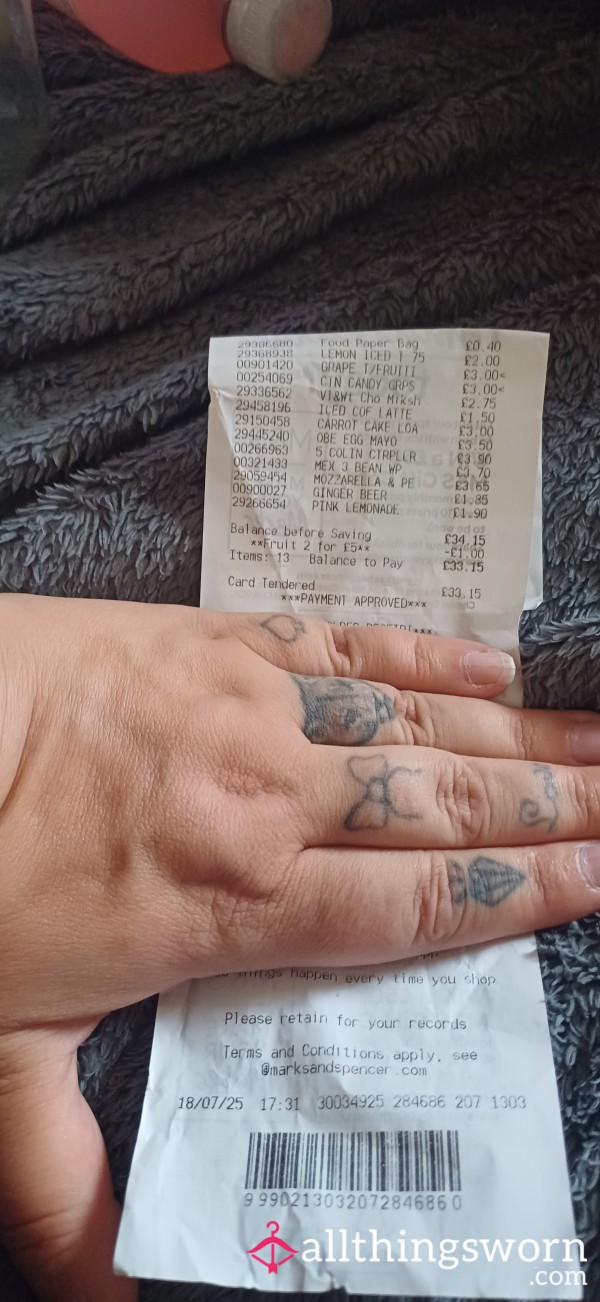 29386680 Food Paper Bag £0.40
29368938 LEMON ICED T 75 £2.00
00901420 GRAPE T/FRUTTI £3.00<
00254069 CIN CANDY GRPS £3.00<
29336562 Vl&Wt Cho Mlksh £2.75
29458196 ICED COF LATTE £1.50
29150458 CARROT CAKE LOA £3.00
29445240 OBE EGG MAYO £3.50
00266963 5 COLIN CTRPLLR £3.90
00321433 MEX 3 BEAN WP £3.70
29059454 MOZZARELLA & PE £3.65
00900027 GINGER BEER £1.85
29266654 PINK LEMONADE £1.90
Balance before Saving £34.15
**Fruit 2 for £5** -£1.00
Items: 13 Balance to Pay £33.15
Card Tendered £33.15
***PAYMENT APPROVED***
things happen every time you shop
Please retain for your records
Terms and Conditions apply, see
@marksandspencer.com
18/07/25 17:31 30034925 284686 207 1303
9 990213032072846860
allthingsworn
.com